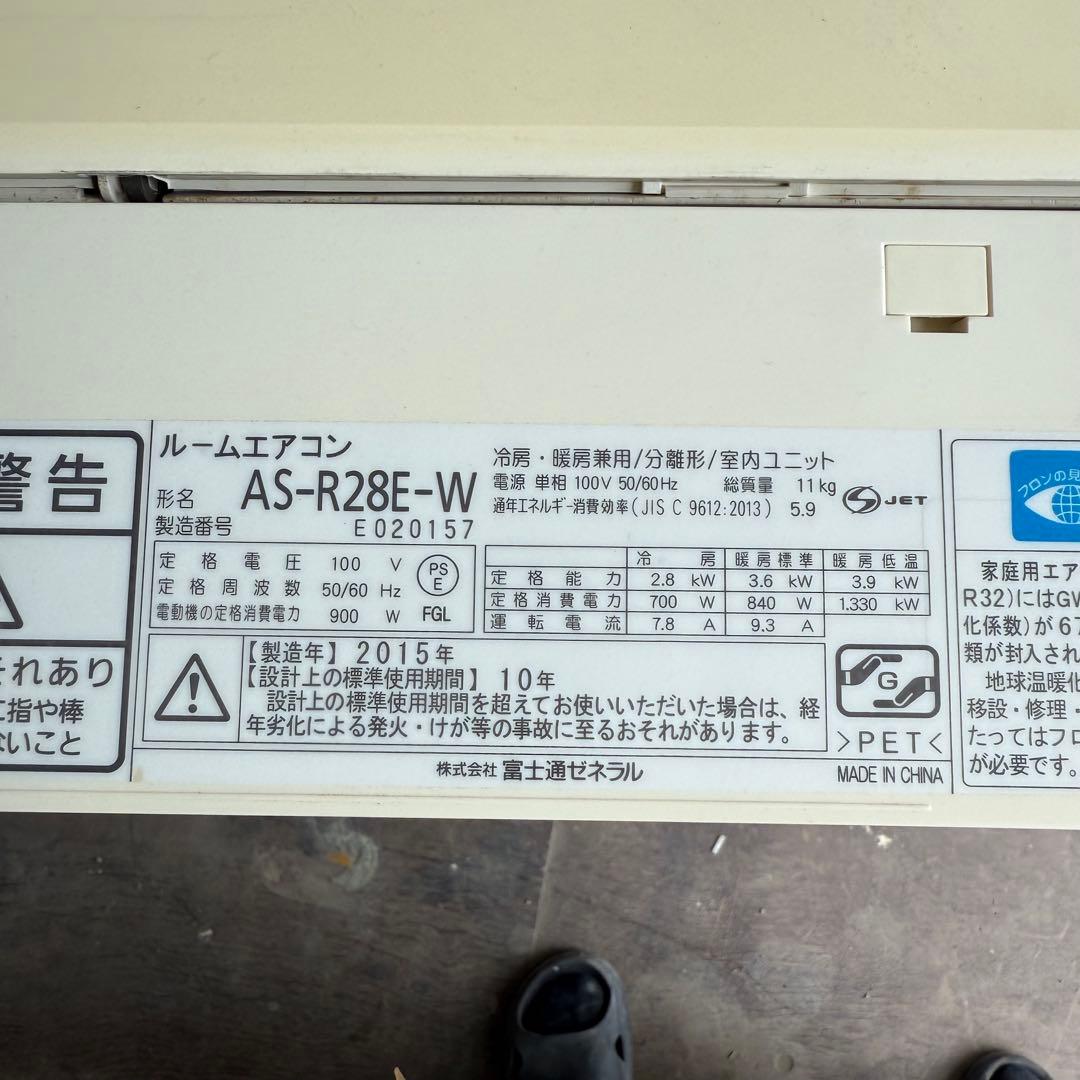 警告
それあり
に指や棒
ないこと
ルームエアコン
形名 AS-R28E-W
製造番号 E020157
冷房・暖房兼用/分離形/室内ユニット
電源 単相 100V 50/60Hz 総質量 11kg
通年エネルギー消費効率(JIS C 9612:2013) 5.9
JET
定格電圧 100 V
定格周波数 50/60 Hz
電動機の定格消費電力 900 W
PS
E
FGL
冷房 暖房標準 暖房低温
定格能力 2.8 kW 3.6 kW 3.9 kW
定格消費電力 700 W 840 W 1.330 kW
運転電流 7.8 A 9.3 A
【製造年】2015年
【設計上の標準使用期間】10年
設計上の標準使用期間を超えてお使いいただいた場合は、経
年劣化による発火・けが等の事故に至るおそれがあります。
G
>PET<
株式会社 富士通ゼネラル
MADE IN CHINA
フロンの見
家庭用エア
R32)にはGW
化係数)が 67
類が封入され
地球温暖化
移設・修理・
たってはフロ
が必要です。